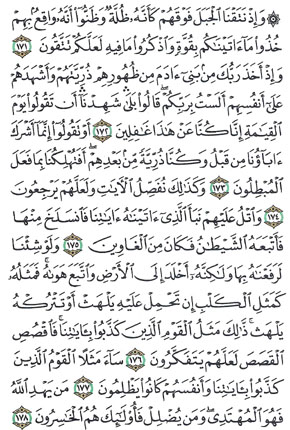 ۞ وَإِذْ نَتَقْنَا ٱلْجَبَلَ فَوْقَهُمْ كَأَنَّهُۥ ظُلَّةٌ وَظَنُّوٓا۟ أَنَّهُۥ وَاقِعٌۢ بِهِمْ
خُذُوا۟ مَآ ءَاتَيْنَٰكُم بِقُوَّةٍ وَٱذْكُرُوا۟ مَا فِيهِ لَعَلَّكُمْ تَتَّقُونَ ١٧١
وَإِذْ أَخَذَ رَبُّكَ مِنۢ بَنِىٓ ءَادَمَ مِن ظُهُورِهِمْ ذُرِّيَّتَهُمْ وَأَشْهَدَهُمْ
عَلَىٰٓ أَنفُسِهِمْ أَلَسْتُ بِرَبِّكُمْ ۖ قَالُوا۟ بَلَىٰ ۛ شَهِدْنَآ ۛ أَن تَقُولُوا۟ يَوْمَ
ٱلْقِيَٰمَةِ إِنَّا كُنَّا عَنْ هَٰذَا غَٰفِلِينَ ١٧٢ أَوْ تَقُولُوٓا۟ إِنَّمَآ أَشْرَكَ
ءَابَآؤُنَا مِن قَبْلُ وَكُنَّا ذُرِّيَّةً مِّنۢ بَعْدِهِمْ ۖ أَفَتُهْلِكُنَا بِمَا فَعَلَ
ٱلْمُبْطِلُونَ ١٧٣ وَكَذَٰلِكَ نُفَصِّلُ ٱلْءَايَٰتِ وَلَعَلَّهُمْ يَرْجِعُونَ
١٧٤ وَٱتْلُ عَلَيْهِمْ نَبَأَ ٱلَّذِىٓ ءَاتَيْنَٰهُ ءَايَٰتِنَا فَٱنسَلَخَ مِنْهَا
فَأَتْبَعَهُ ٱلشَّيْطَٰنُ فَكَانَ مِنَ ٱلْغَاوِينَ ١٧٥ وَلَوْ شِئْنَا
لَرَفَعْنَٰهُ بِهَا وَلَٰكِنَّهُۥٓ أَخْلَدَ إِلَى ٱلْأَرْضِ وَٱتَّبَعَ هَوَىٰهُ ۚ فَمَثَلُهُۥ
كَمَثَلِ ٱلْكَلْبِ إِن تَحْمِلْ عَلَيْهِ يَلْهَثْ أَوْ تَتْرُكْهُ
يَلْهَث ۚ ذَّٰلِكَ مَثَلُ ٱلْقَوْمِ ٱلَّذِينَ كَذَّبُوا۟ بِـَٔايَٰتِنَا ۚ فَٱقْصُصِ
ٱلْقَصَصَ لَعَلَّهُمْ يَتَفَكَّرُونَ ١٧٦ سَآءَ مَثَلًا ٱلْقَوْمُ ٱلَّذِينَ
كَذَّبُوا۟ بِـَٔايَٰتِنَا وَأَنفُسَهُمْ كَانُوا۟ يَظْلِمُونَ ١٧٧ مَن يَهْدِ ٱللَّهُ
فَهُوَ ٱلْمُهْتَدِى ۖ وَمَن يُضْلِلْ فَأُو۟لَٰٓئِكَ هُمُ ٱلْخَٰسِرُونَ ١٧٨